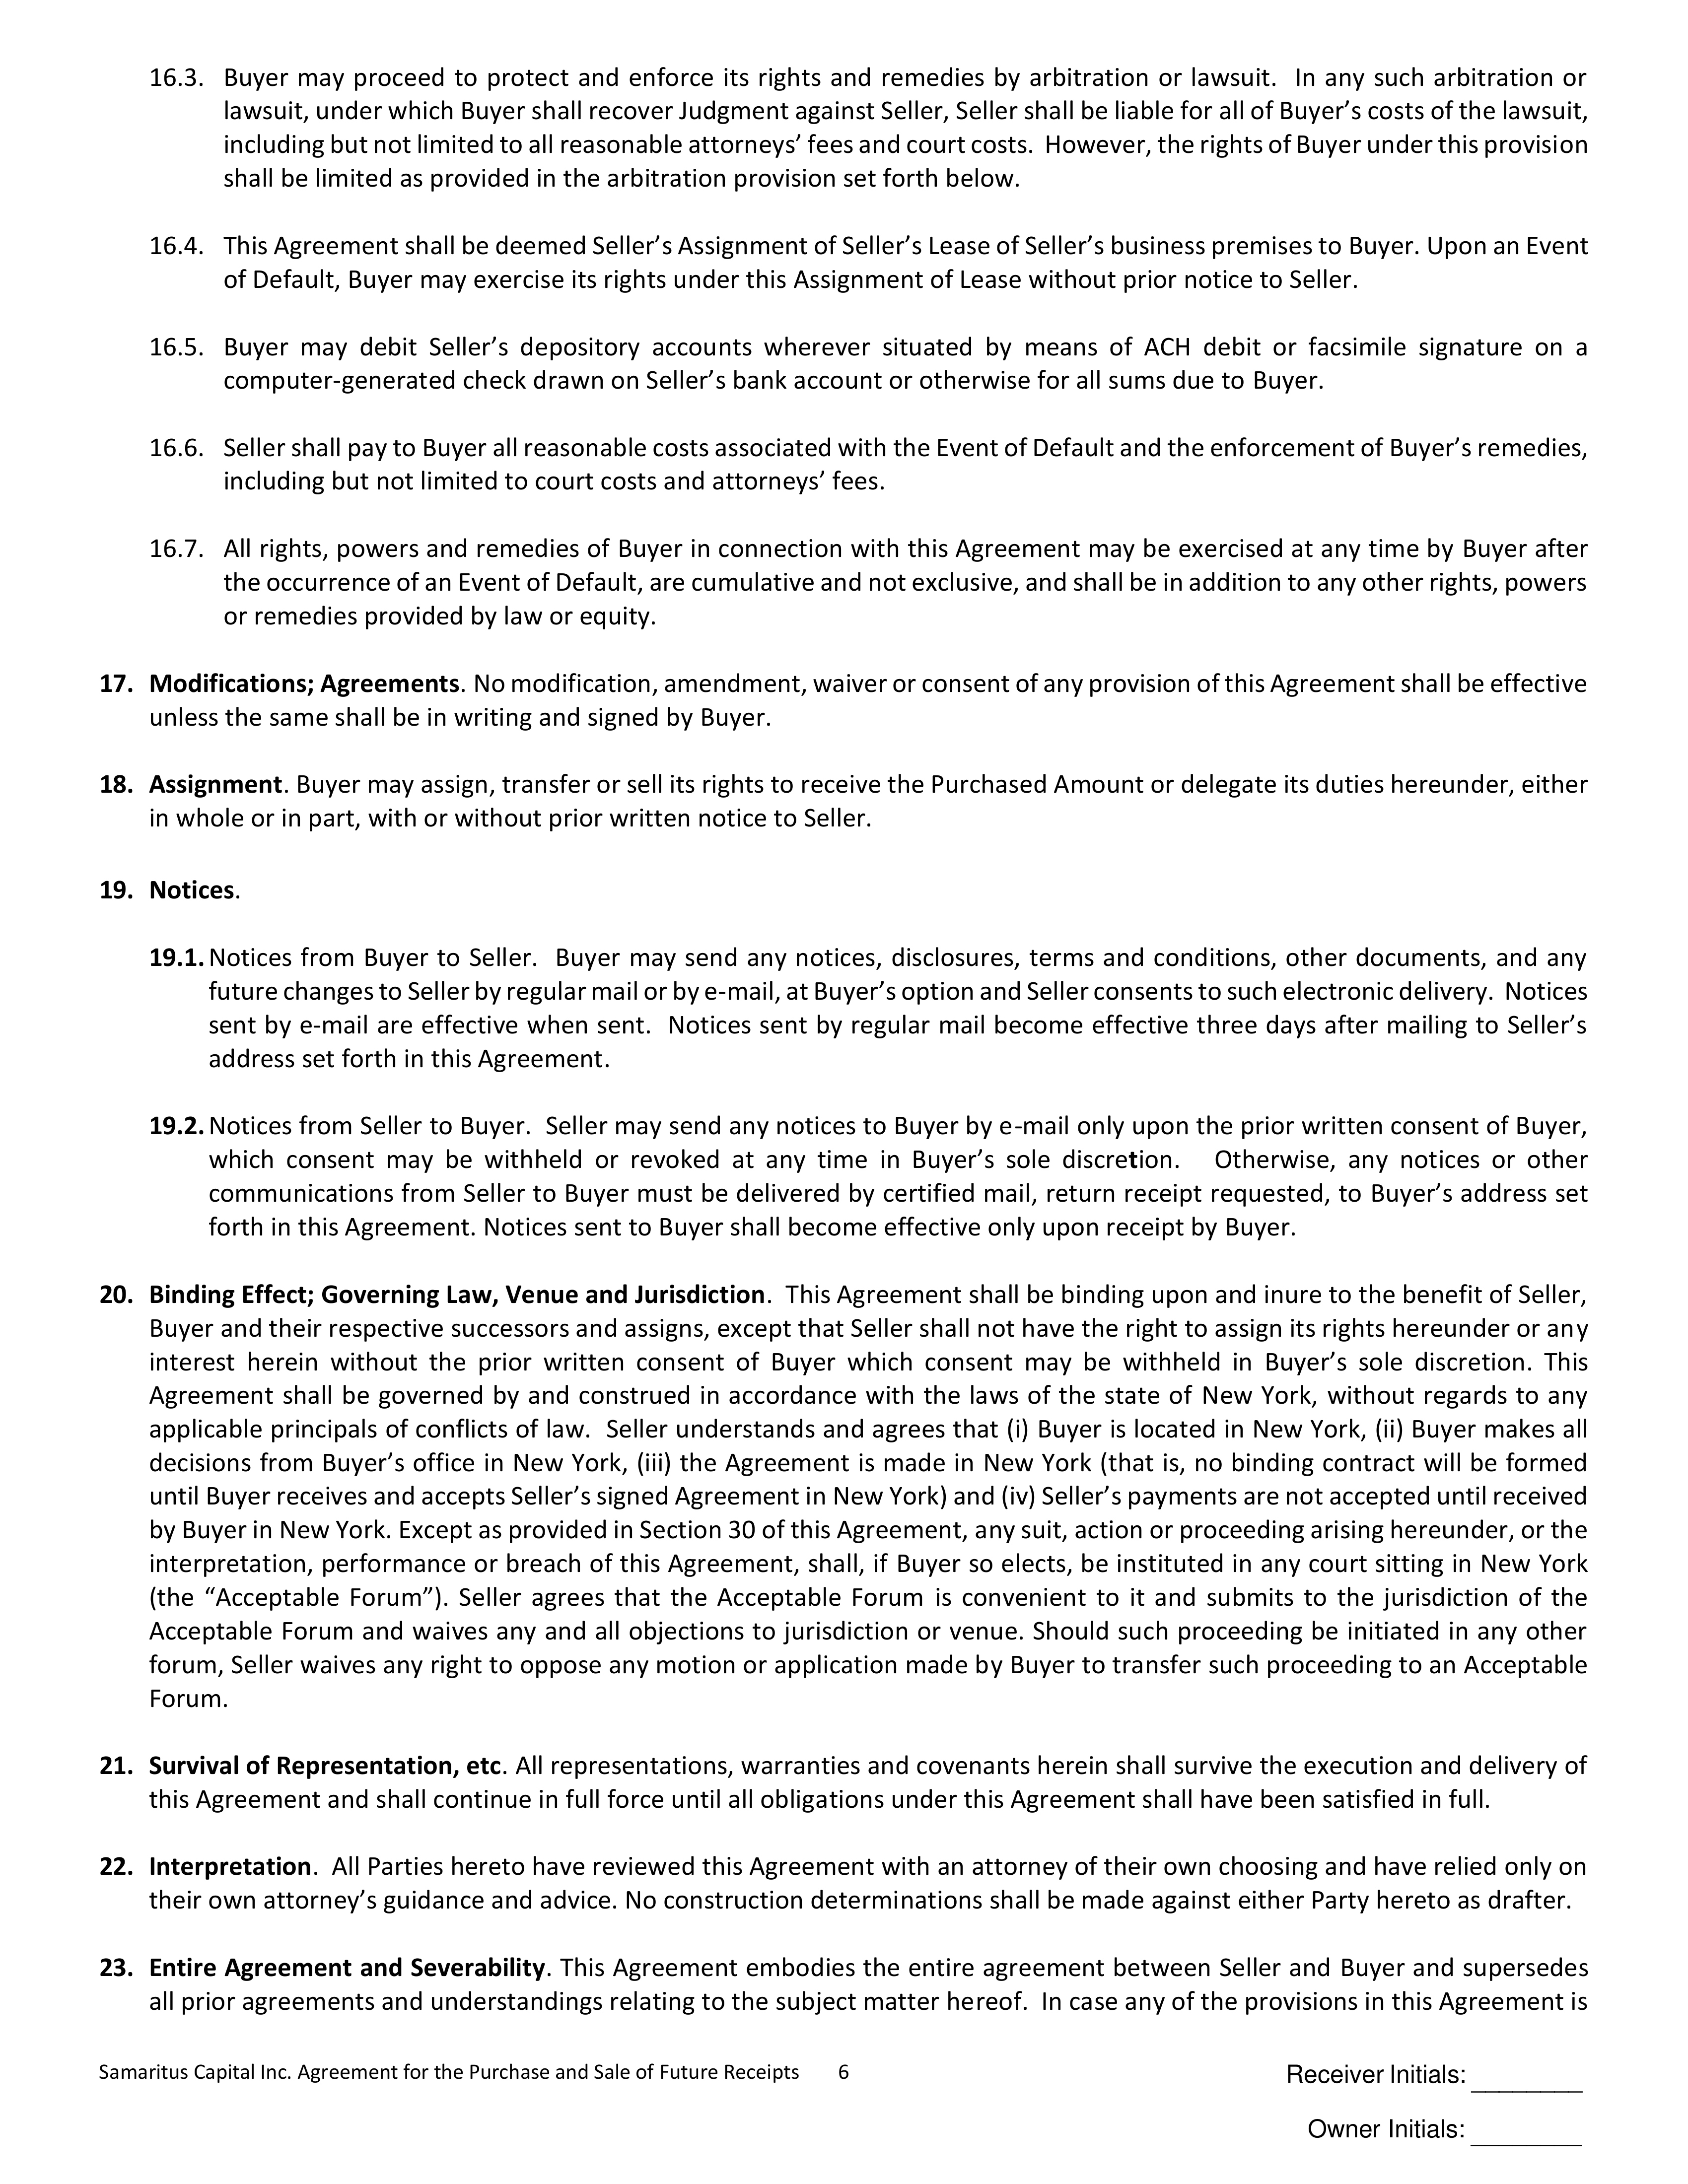 16.3. Buyer may proceed to protect and enforce its rights and remedies by arbitration or lawsuit. In any such arbitration or
lawsuit, under which Buyer shall recover Judgment against Seller, Seller shall be liable for all of Buyer’s costs of the lawsuit,
including but not limited to all reasonable attorneys’ fees and court costs. However, the rights of Buyer under this provision
shall be limited as provided in the arbitration provision set forth below.
16.4. This Agreement shall be deemed Seller’s Assignment of Seller’s Lease of Seller’s business premises to Buyer. Upon an Event
of Default, Buyer may exercise its rights under this Assignment of Lease without prior notice to Seller.
16.5. Buyer may debit Seller’s depository accounts wherever situated by means of ACH debit or facsimile signature on a
computer-generated check drawn on Seller’s bank account or otherwise for all sums due to Buyer.
16.6. Seller shall pay to Buyer all reasonable costs associated with the Event of Default and the enforcement of Buyer’s remedies,
including but not limited to court costs and attorneys’ fees.
16.7. All rights, powers and remedies of Buyer in connection with this Agreement may be exercised at any time by Buyer after
the occurrence of an Event of Default, are cumulative and not exclusive, and shall be in addition to any other rights, powers
or remedies provided by law or equity.
17. Modifications; Agreements. No modification, amendment, waiver or consent of any provision of this Agreement shall be effective
unless the same shall be in writing and signed by Buyer.
18. Assignment. Buyer may assign, transfer or sell its rights to receive the Purchased Amount or delegate its duties hereunder, either
in whole or in part, with or without prior written notice to Seller.
19. Notices.
19.1. Notices from Buyer to Seller. Buyer may send any notices, disclosures, terms and conditions, other documents, and any
future changes to Seller by regular mail or by e-mail, at Buyer’s option and Seller consents to such electronic delivery. Notices
sent by e-mail are effective when sent. Notices sent by regular mail become effective three days after mailing to Seller’s
address set forth in this Agreement.
19.2. Notices from Seller to Buyer. Seller may send any notices to Buyer by e-mail only upon the prior written consent of Buyer,
which consent may be withheld or revoked at any time in Buyer’s sole discretion. Otherwise, any notices or other
communications from Seller to Buyer must be delivered by certified mail, return receipt requested, to Buyer’s address set
forth in this Agreement. Notices sent to Buyer shall become effective only upon receipt by Buyer.
20. Binding Effect; Governing Law, Venue and Jurisdiction. This Agreement shall be binding upon and inure to the benefit of Seller,
Buyer and their respective successors and assigns, except that Seller shall not have the right to assign its rights hereunder or any
interest herein without the prior written consent of Buyer which consent may be withheld in Buyer’s sole discretion. This
Agreement shall be governed by and construed in accordance with the laws of the state of New York, without regards to any
applicable principals of conflicts of law. Seller understands and agrees that (i) Buyer is located in New York, (ii) Buyer makes all
decisions from Buyer’s office in New York, (iii) the Agreement is made in New York (that is, no binding contract will be formed
until Buyer receives and accepts Seller’s signed Agreement in New York) and (iv) Seller’s payments are not accepted until received
by Buyer in New York. Except as provided in Section 30 of this Agreement, any suit, action or proceeding arising hereunder, or the
interpretation, performance or breach of this Agreement, shall, if Buyer so elects, be instituted in any court sitting in New York
(the “Acceptable Forum”). Seller agrees that the Acceptable Forum is convenient to it and submits to the jurisdiction of the
Acceptable Forum and waives any and all objections to jurisdiction or venue. Should such proceeding be initiated in any other
forum, Seller waives any right to oppose any motion or application made by Buyer to transfer such proceeding to an Acceptable
Forum.
21. Survival of Representation, etc. All representations, warranties and covenants herein shall survive the execution and delivery of
this Agreement and shall continue in full force until all obligations under this Agreement shall have been satisfied in full.
22. Interpretation. All Parties hereto have reviewed this Agreement with an attorney of their own choosing and have relied only on
their own attorney’s guidance and advice. No construction determinations shall be made against either Party hereto as drafter.
23. Entire Agreement and Severability. This Agreement embodies the entire agreement between Seller and Buyer and supersedes
all prior agreements and understandings relating to the subject matter hereof. In case any of the provisions in this Agreement is
Samaritus Capital Inc. Agreement for the Purchase and Sale of Future Receipts 6
Receiver Initials: ________
Owner Initials: ________